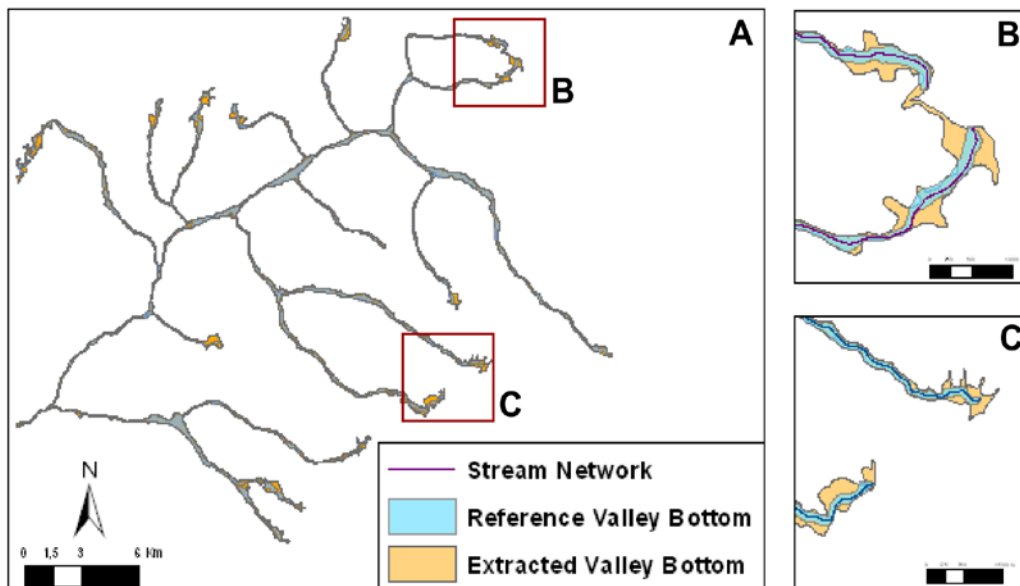 A
B
C
N
0 1,5 3 6 Km
Stream Network
Reference Valley Bottom
Extracted Valley Bottom
B
C